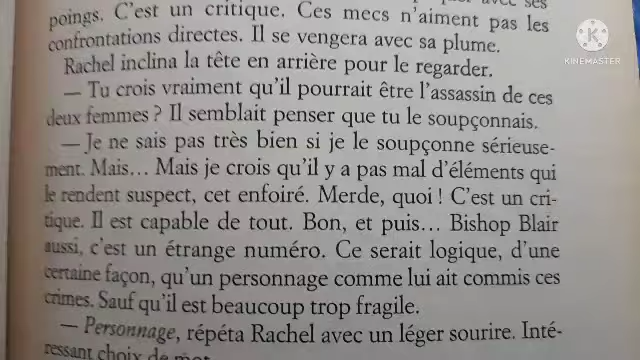 avec ses
poings. C'est un critique. Ces mecs n'aiment pas les
confrontations directes. Il se vengera avec sa plume.
Rachel inclina la tête en arrière pour le regarder.
— Tu crois vraiment qu'il pourrait être l'assassin de ces
deux femmes ? Il semblait penser que tu le soupçonnais.
— Je ne sais pas très bien si je le soupçonne sérieuse-
ment. Mais… Mais je crois qu'il y a pas mal d'éléments qui
le rendent suspect, cet enfoiré. Merde, quoi ! C'est un cri-
tique. Il est capable de tout. Bon, et puis… Bishop Blair
aussi, c'est un étrange numéro. Ce serait logique, d'une
certaine façon, qu'un personnage comme lui ait commis ces
crimes. Sauf qu'il est beaucoup trop fragile.
— Personnage, répéta Rachel avec un léger sourire. Inté-
ressant choix de mot
KINEMASTER